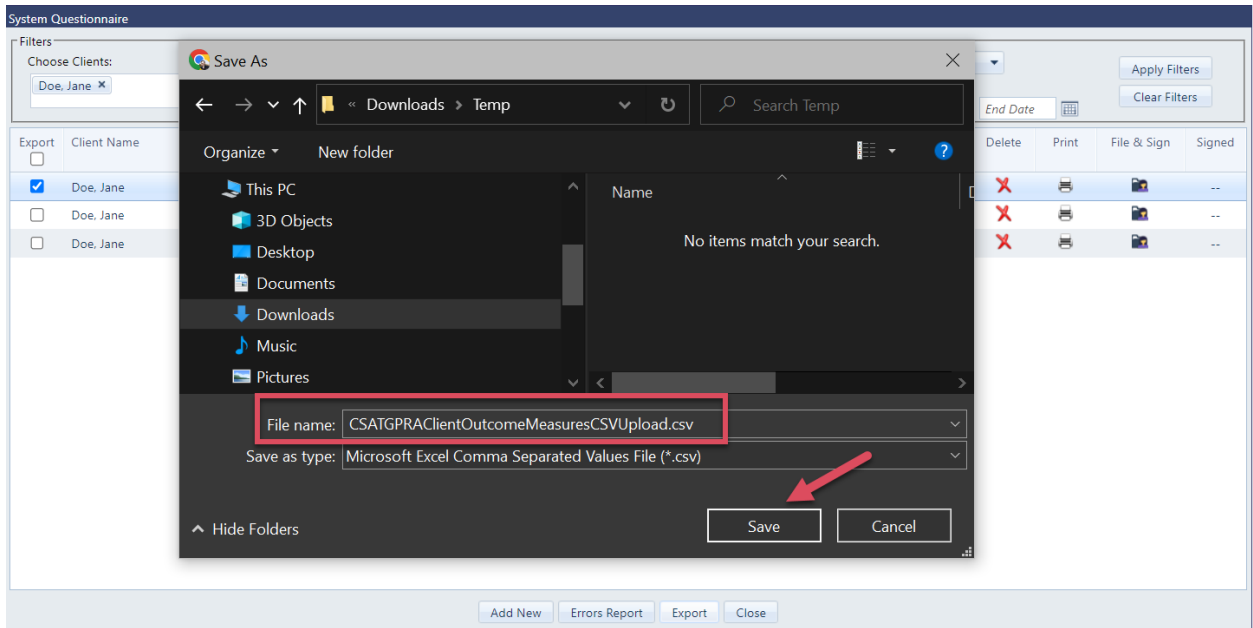 System Questionnaire
Filters
Choose Clients:
Doe, Jane ×
Apply Filters
End Date
Clear Filters
Export Client Name Delete Print File & Sign Signed
Doe, Jane --
Doe, Jane --
Doe, Jane --
Save As
« Downloads > Temp
Search Temp
Organize New folder ?
This PC
3D Objects
Desktop
Documents
Downloads
Music
Pictures
Name
No items match your search.
File name: CSATGPRAClientOutcomeMeasuresCSVUpload.csv
Save as type: Microsoft Excel Comma Separated Values File (*.csv)
Hide Folders
Save Cancel
Add New Errors Report Export Close